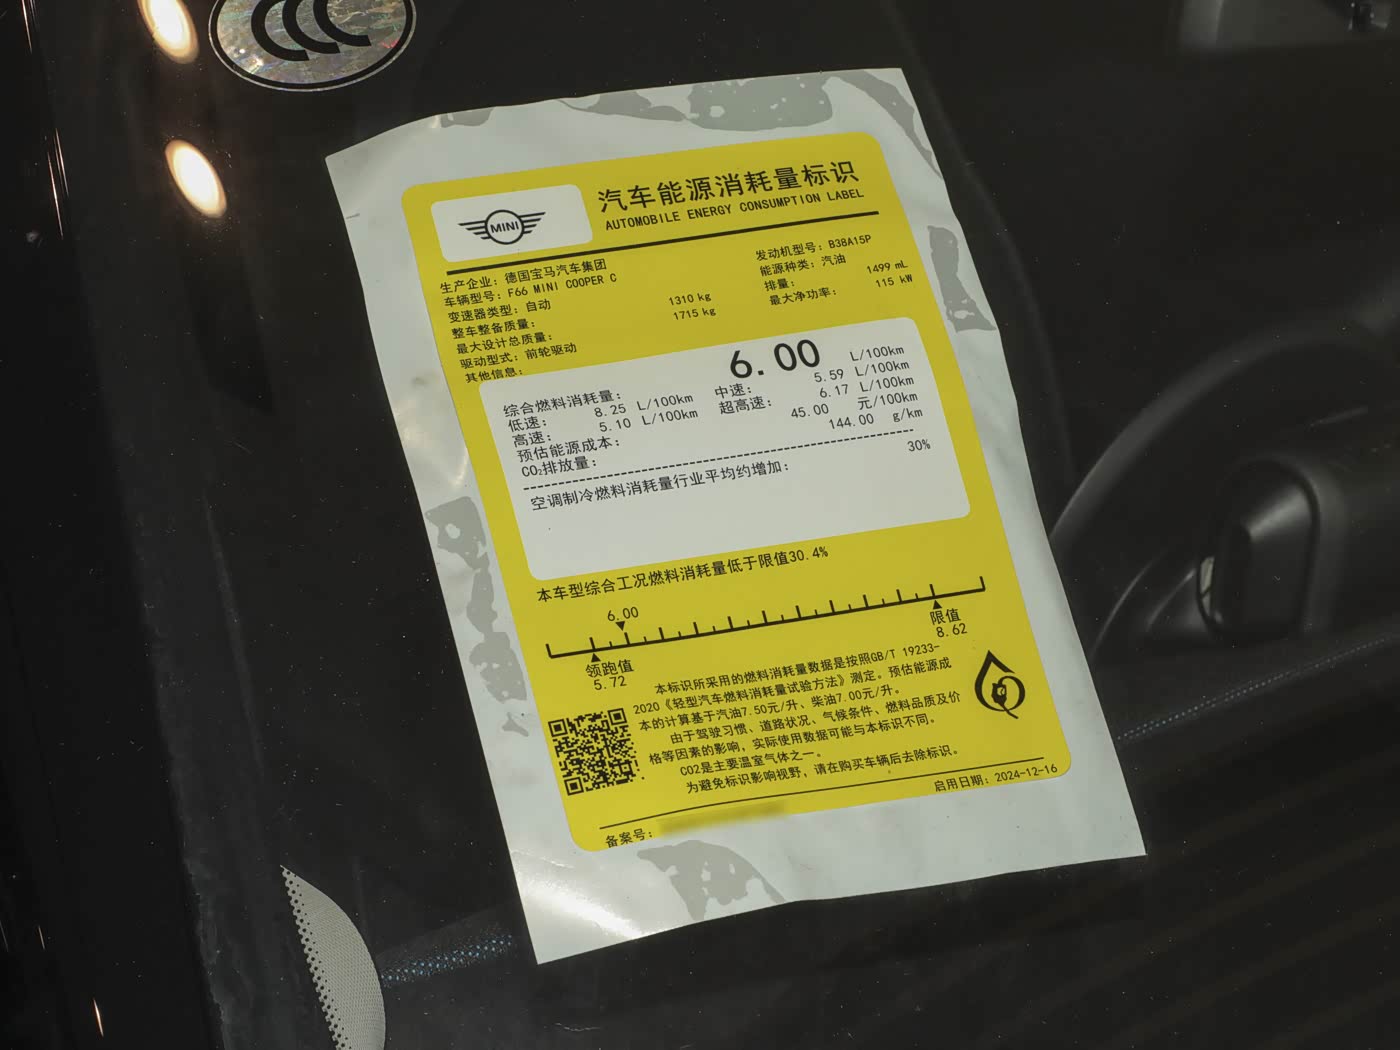 CCC
MINI
汽车能源消耗量标识
AUTOMOBILE ENERGY CONSUMPTION LABEL
生产企业: 德国宝马汽车集团
车辆型号: F66 MINI COOPER C
变速器类型: 自动
整车整备质量: 1310 kg
最大设计总质量: 1715 kg
驱动型式: 前轮驱动
其他信息:
发动机型号: B38A15P
能源种类: 汽油
排量: 1499 mL
最大净功率: 115 kW
综合燃料消耗量: 6.00 L/100km
低速: 8.25 L/100km 中速: 5.59 L/100km
高速: 5.10 L/100km 超高速: 6.17 L/100km
预估能源成本: 45.00 元/100km
CO₂排放量: 144.00 g/km
空调制冷燃料消耗量行业平均约增加: 30%
本车型综合工况燃料消耗量低于限值30.4%
6.00
领跑值
5.72
限值
8.62
本标识所采用的燃料消耗量数据是按照GB/T 19233-
2020《轻型汽车燃料消耗量试验方法》测定。预估能源成
本的计算基于汽油7.50元/升、柴油7.00元/升。
由于驾驶习惯、道路状况、气候条件、燃料品质及价
格等因素的影响，实际使用数据可能与本标识不同。
CO2是主要温室气体之一。
为避免标识影响视野，请在购买车辆后去除标识。
备案号:
启用日期: 2024-12-16